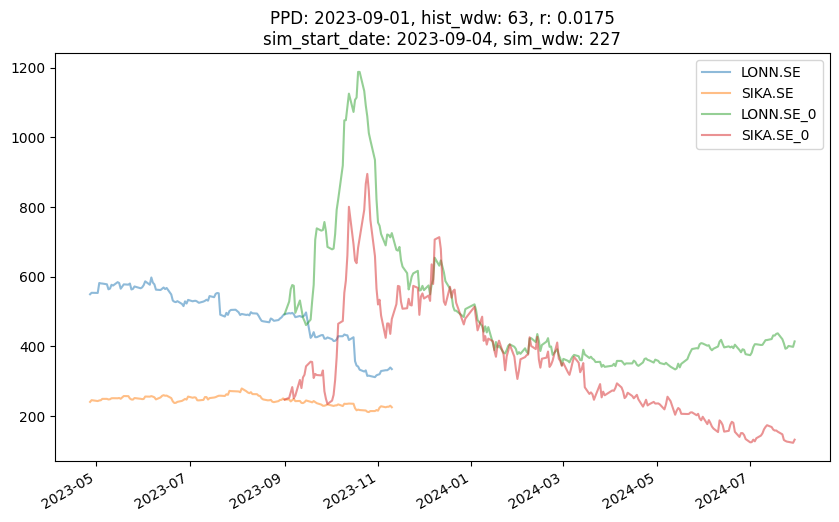 PPD: 2023-09-01, hist_wdw: 63, r: 0.0175
sim_start_date: 2023-09-04, sim_wdw: 227
LONN.SE
SIKA.SE
LONN.SE_0
SIKA.SE_0
1200
1000
800
600
400
200
2023-05
2023-07
2023-09
2023-11
2024-01
2024-03
2024-05
2024-07